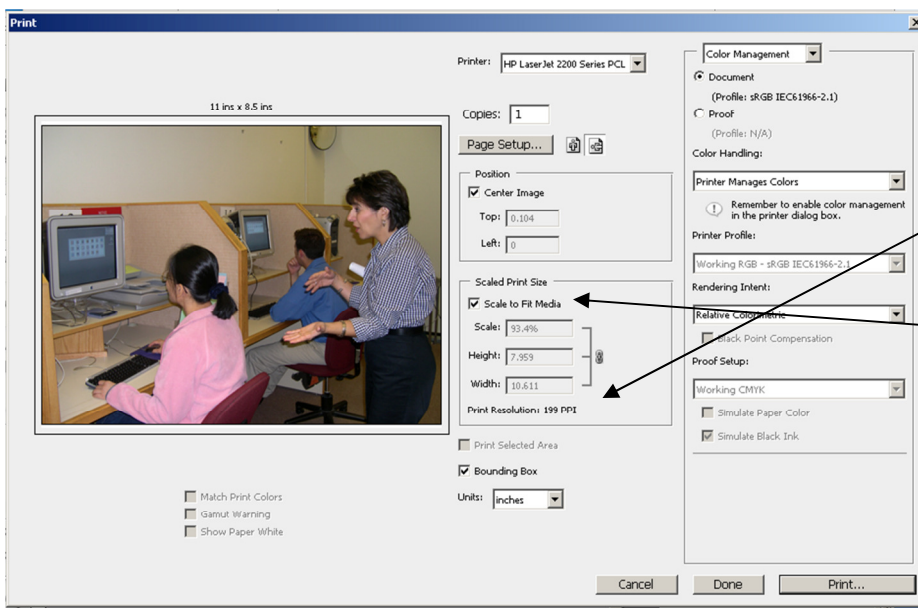 Print
11 ins x 8.5 ins
Match Print Colors
Gamut Warning
Show Paper White
Printer: HP LaserJet 2200 Series PCL
Copies: 1
Page Setup...
Position
Center Image
Top: 0.104
Left: 0
Scaled Print Size
Scale to Fit Media
Scale: 93.4%
Height: 7.959
Width: 10.611
Print Resolution: 199 PPI
Print Selected Area
Bounding Box
Units: inches
Color Management
Document
(Profile: sRGB IEC61966-2.1)
Proof
(Profile: N/A)
Color Handling:
Printer Manages Colors
Remember to enable color management
in the printer dialog box.
Printer Profile:
Working RGB - sRGB IEC61966-2.1
Rendering Intent:
Relative Colorimetric
Black Point Compensation
Proof Setup:
Working CMYK
Simulate Paper Color
Simulate Black Ink
Cancel
Done
Print...